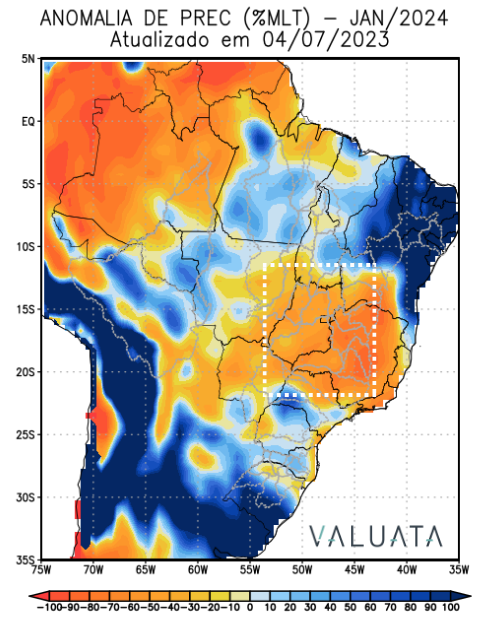 ANOMALIA DE PREC (%MLT) – JAN/2024
Atualizado em 04/07/2023
5N
EQ
5S
10S
15S
20S
25S
30S
35S
75W 70W 65W 60W 55W 50W 45W 40W 35W
VALUATA
-100 -90 -80 -70 -60 -50 -40 -30 -20 -10 0 10 20 30 40 50 60 70 80 90 100